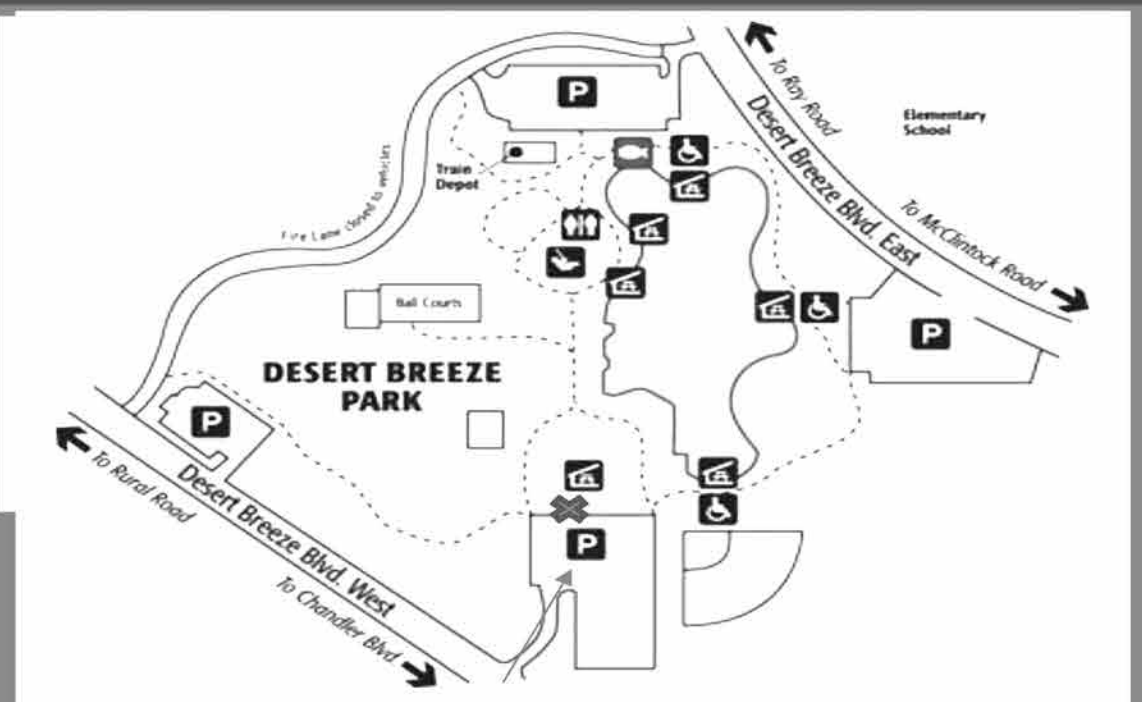 P
To Ray Road
Desert Breeze Blvd. East
Elementary
School
Train
Depot
Fire Lane closed to vehicles
To McClintock Road
Ball Courts
P
DESERT BREEZE
PARK
P
To Rural Road
Desert Breeze Blvd. West
P
To Chandler Blvd.